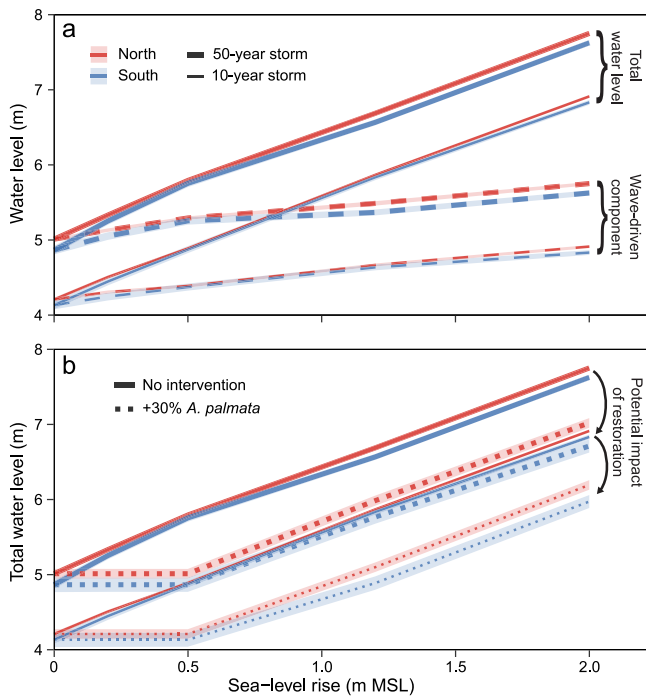 8
a
North
50-year storm
South
10-year storm
7
6
5
4
Water level (m)
Total
water level
Wave-driven
component
8
b
No intervention
+30% A. palmata
7
6
5
4
Total water level (m)
Potential impact
of restoration
0 0.5 1.0 1.5 2.0
Sea−level rise (m MSL)